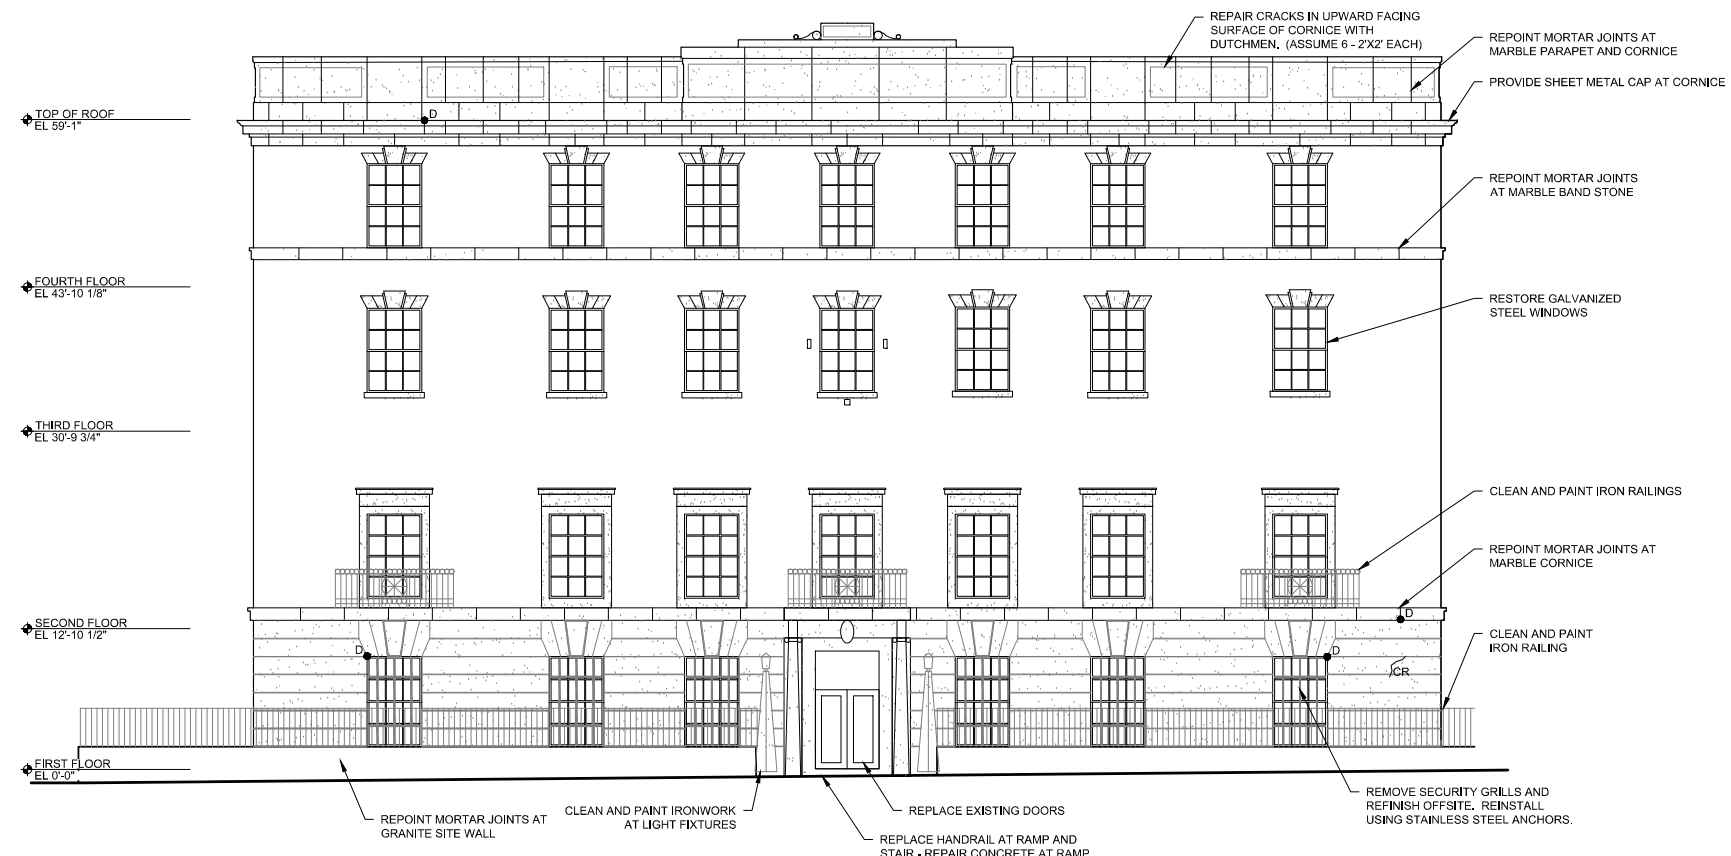 REPAIR CRACKS IN UPWARD FACING
SURFACE OF CORNICE WITH
DUTCHMEN. (ASSUME 6 - 2'X2' EACH)
REPOINT MORTAR JOINTS AT
MARBLE PARAPET AND CORNICE
PROVIDE SHEET METAL CAP AT CORNICE
TOP OF ROOF
EL 59'-1"
D
REPOINT MORTAR JOINTS
AT MARBLE BAND STONE
FOURTH FLOOR
EL 43'-10 1/8"
RESTORE GALVANIZED
STEEL WINDOWS
THIRD FLOOR
EL 30'-9 3/4"
CLEAN AND PAINT IRON RAILINGS
REPOINT MORTAR JOINTS AT
MARBLE CORNICE
D
SECOND FLOOR
EL 12'-10 1/2"
CLEAN AND PAINT
IRON RAILING
D
D
CR
FIRST FLOOR
EL 0'-0"
REPOINT MORTAR JOINTS AT
GRANITE SITE WALL
CLEAN AND PAINT IRONWORK
AT LIGHT FIXTURES
REPLACE EXISTING DOORS
REPLACE HANDRAIL AT RAMP AND
STAIR - REPAIR CONCRETE AT RAMP
REMOVE SECURITY GRILLS AND
REFINISH OFFSITE. REINSTALL
USING STAINLESS STEEL ANCHORS.